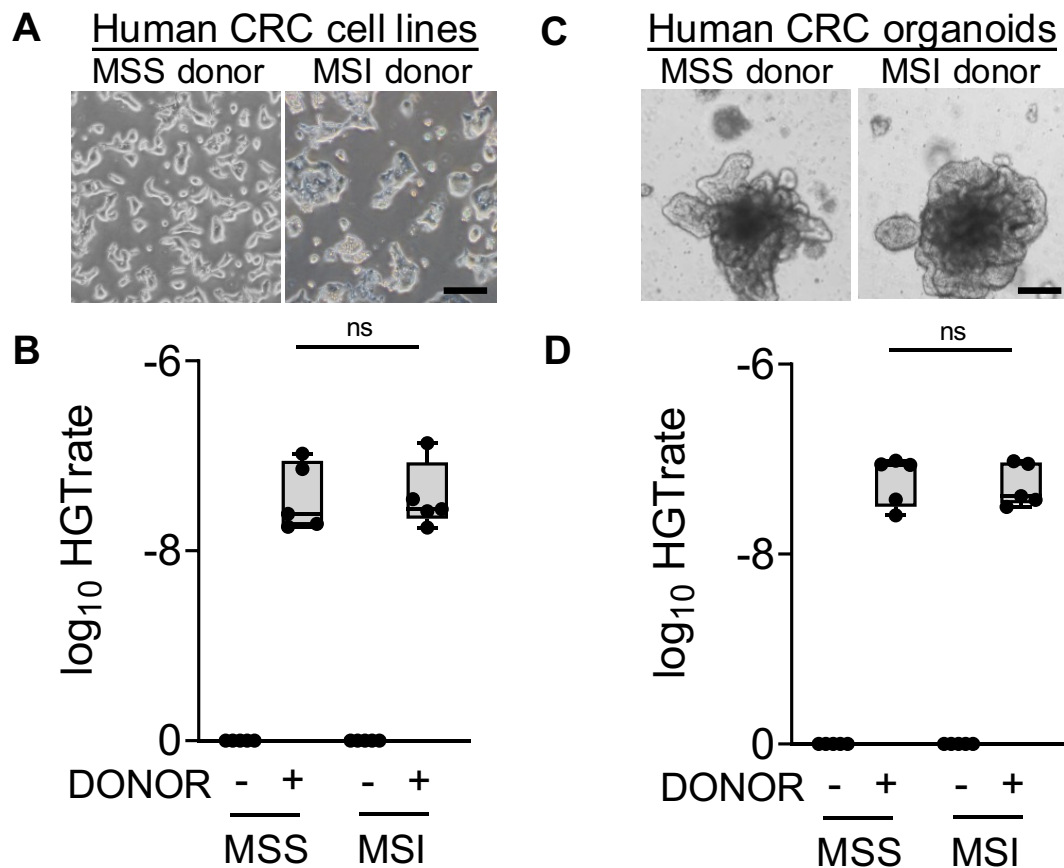 A
Human CRC cell lines
MSS donor
MSI donor
C
Human CRC organoids
MSS donor
MSI donor
B
ns
-6
-8
0
log10 HGTrate
DONOR - + - +
MSS
MSI
D
ns
-6
-8
0
log10 HGTrate
DONOR - + - +
MSS
MSI